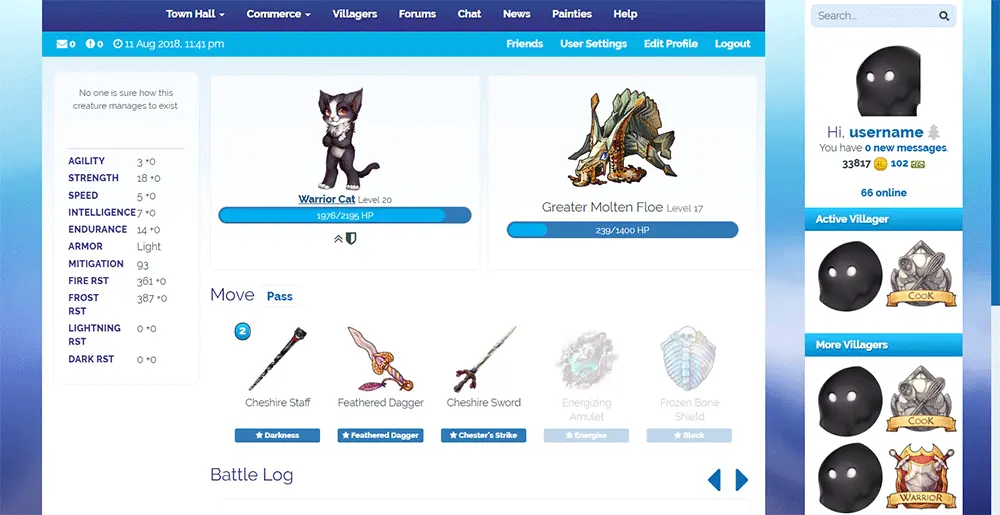 Town Hall Commerce Villagers Forums Chat News Painties Help
0 0 11 Aug 2018, 11:41 pm Friends User Settings Edit Profile Logout
No one is sure how this
creature manages to exist
AGILITY 3 +0
STRENGTH 18 +0
SPEED 5 +0
INTELLIGENCE 7 +0
ENDURANCE 14 +0
ARMOR Light
MITIGATION 93
FIRE RST 361 +0
FROST 387 +0
RST
LIGHTNING 0 +0
RST
DARK RST 0 +0
Warrior Cat Level 20
1976/2195 HP
Greater Molten Floe Level 17
239/1400 HP
Move Pass
2
Cheshire Staff
Darkness
Feathered Dagger
Feathered Dagger
Cheshire Sword
Chester's Strike
Energizing
Amulet
Energise
Frozen Bone
Shield
Block
Battle Log
Search...
Hi, username
You have 0 new messages.
33817 102
66 online
Active Villager
COOK
More Villagers
COOK
WARRIOR